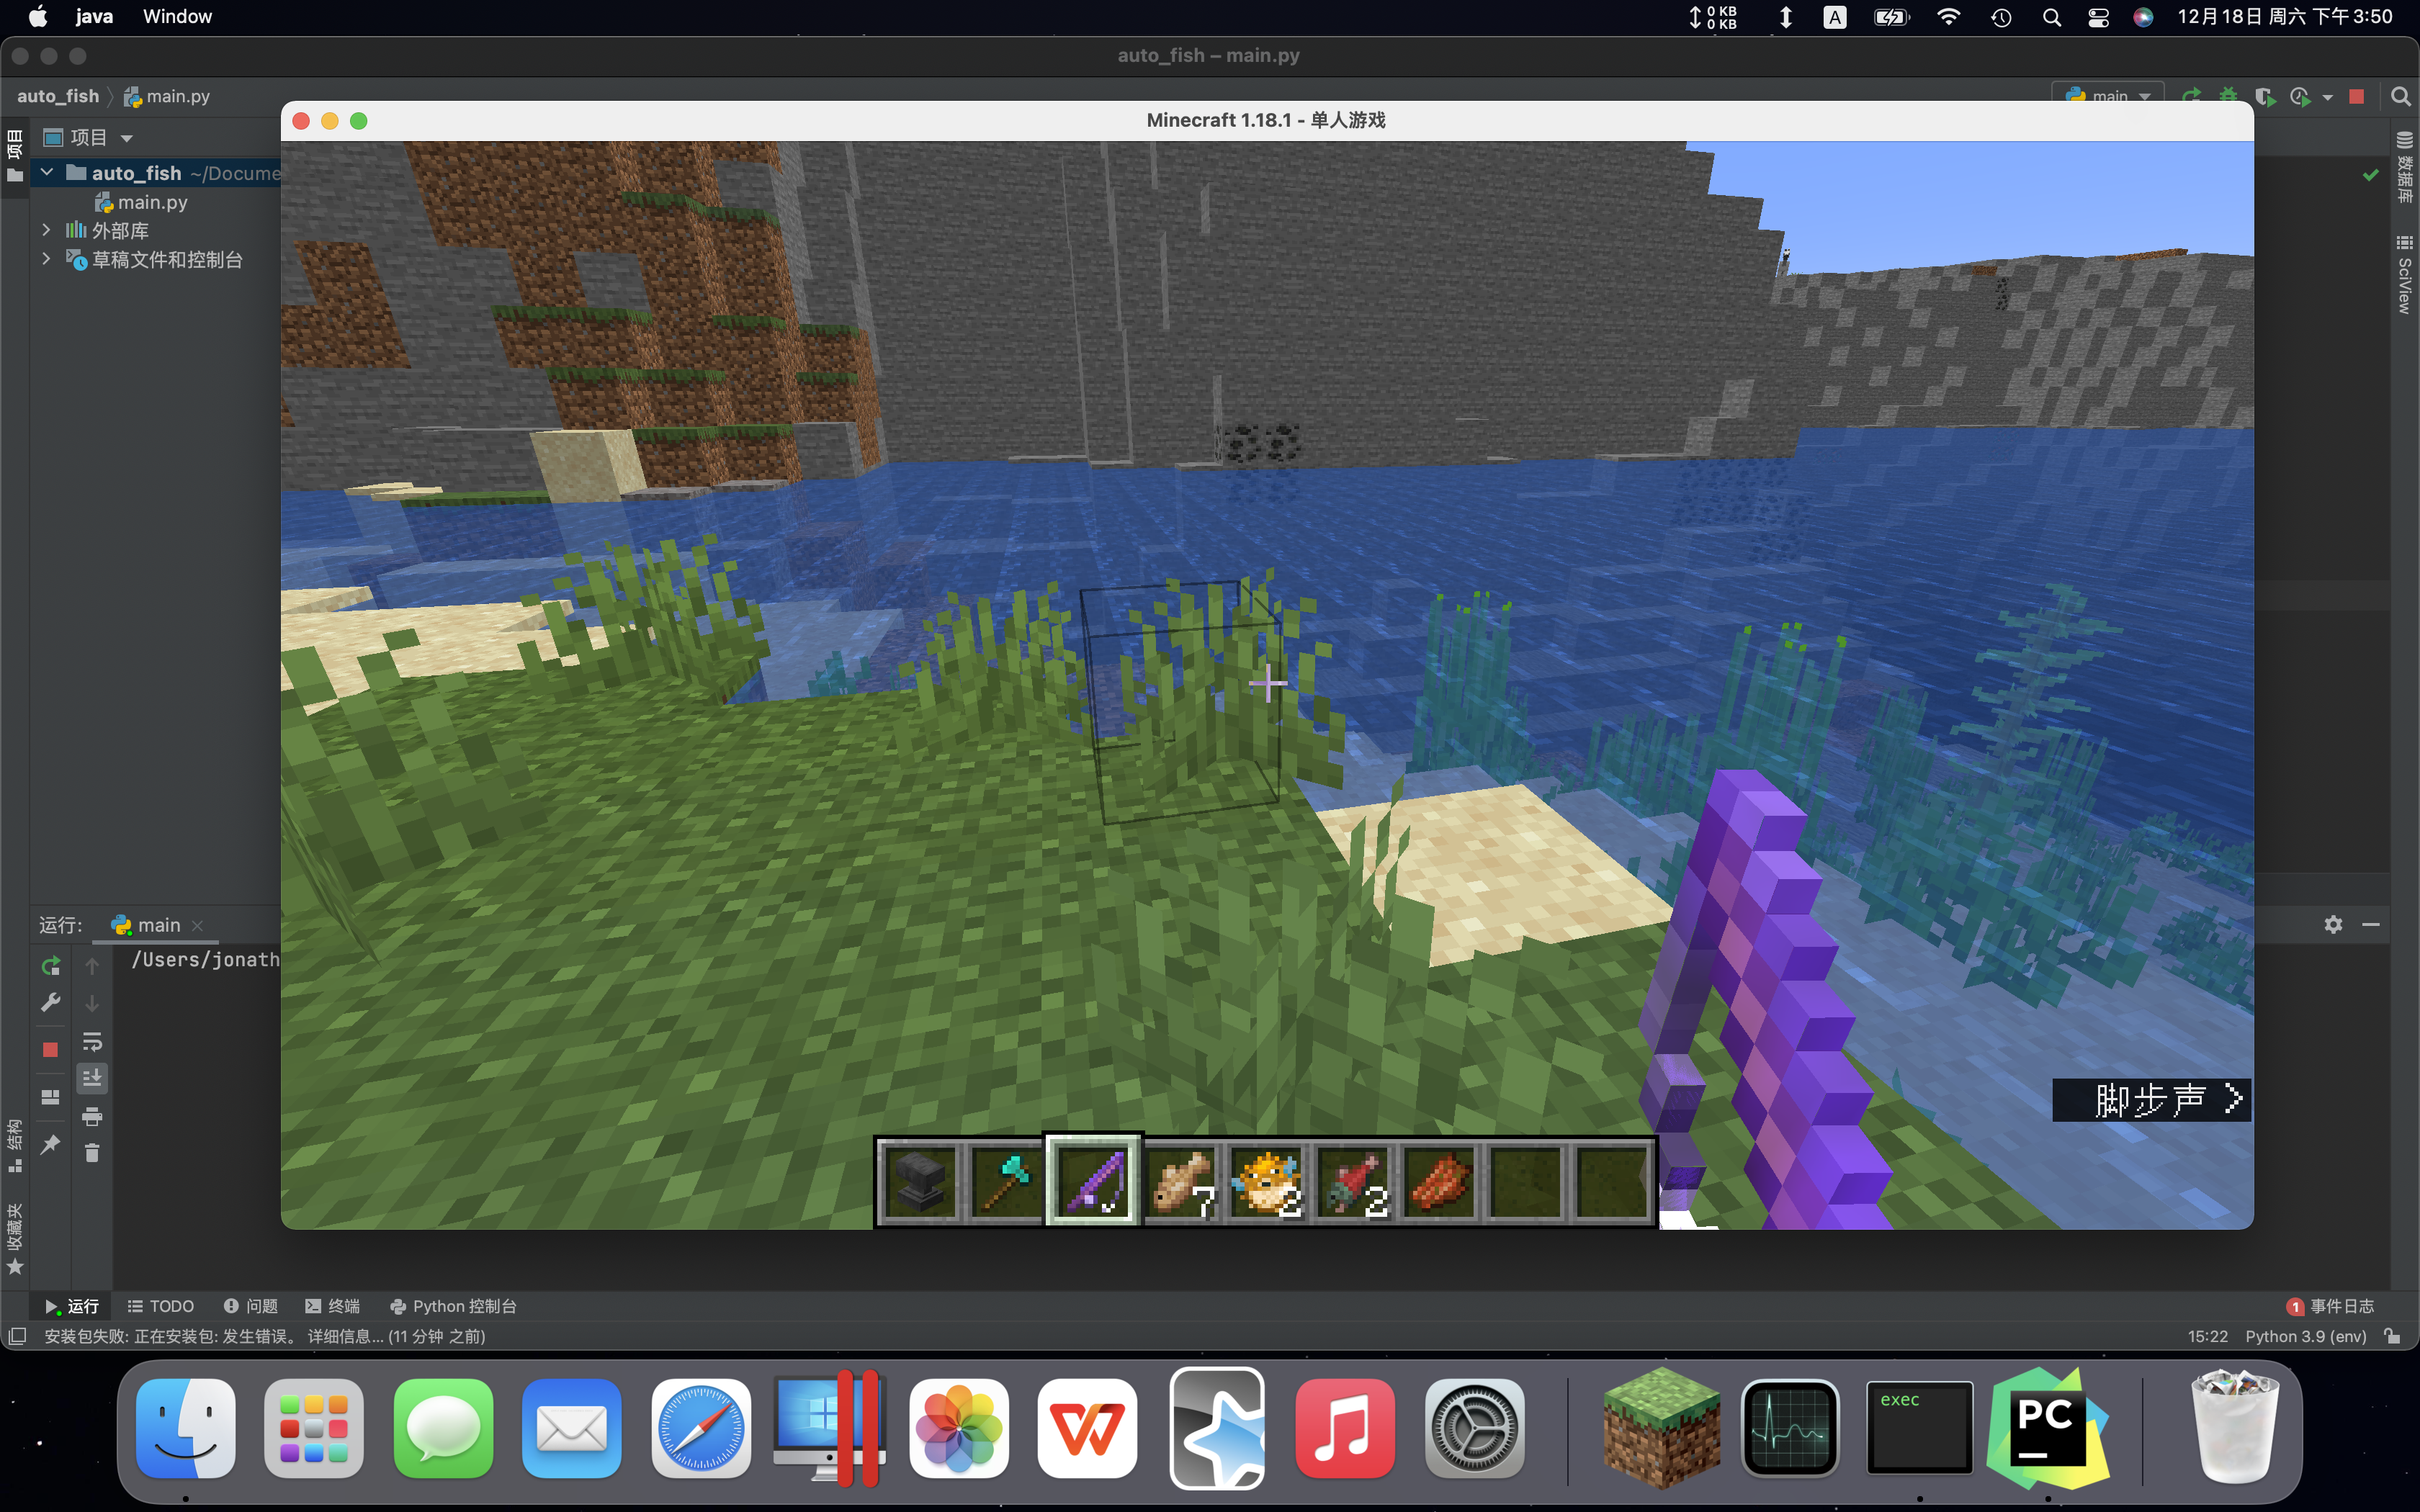 java Window 0 KB A 12月18日 周六 下午3:50
0 KB
auto_fish – main.py
auto_fish main.py main
Minecraft 1.18.1 - 单人游戏
项目
项目
auto_fish ~/Docume
main.py
外部库
草稿文件和控制台
数据库
SciView
运行: main
/Users/jonath
结构
收藏夹
脚步声 >
7 2 2
运行 TODO 问题 终端 Python 控制台 1 事件日志
安装包失败: 正在安装包: 发生错误。 详细信息... (11 分钟 之前) 15:22 Python 3.9 (env)
exec
PC